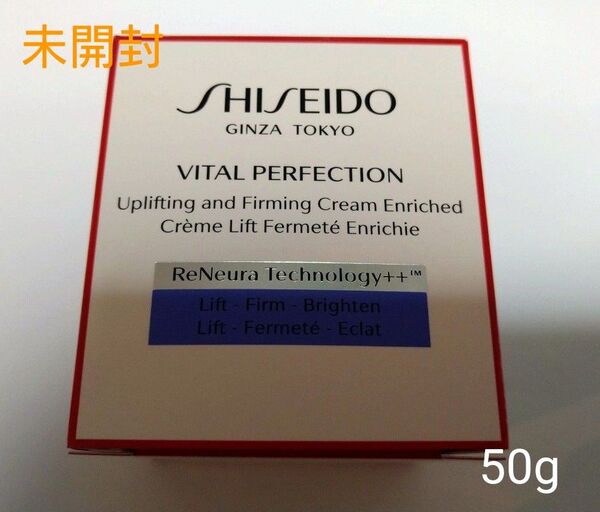 未開封
SHISEIDO
GINZA TOKYO
VITAL PERFECTION
Uplifting and Firming Cream Enriched
Crème Lift Fermeté Enrichie
ReNeura Technology++™
Lift - Firm - Brighten
Lift - Fermeté - Eclat
50g